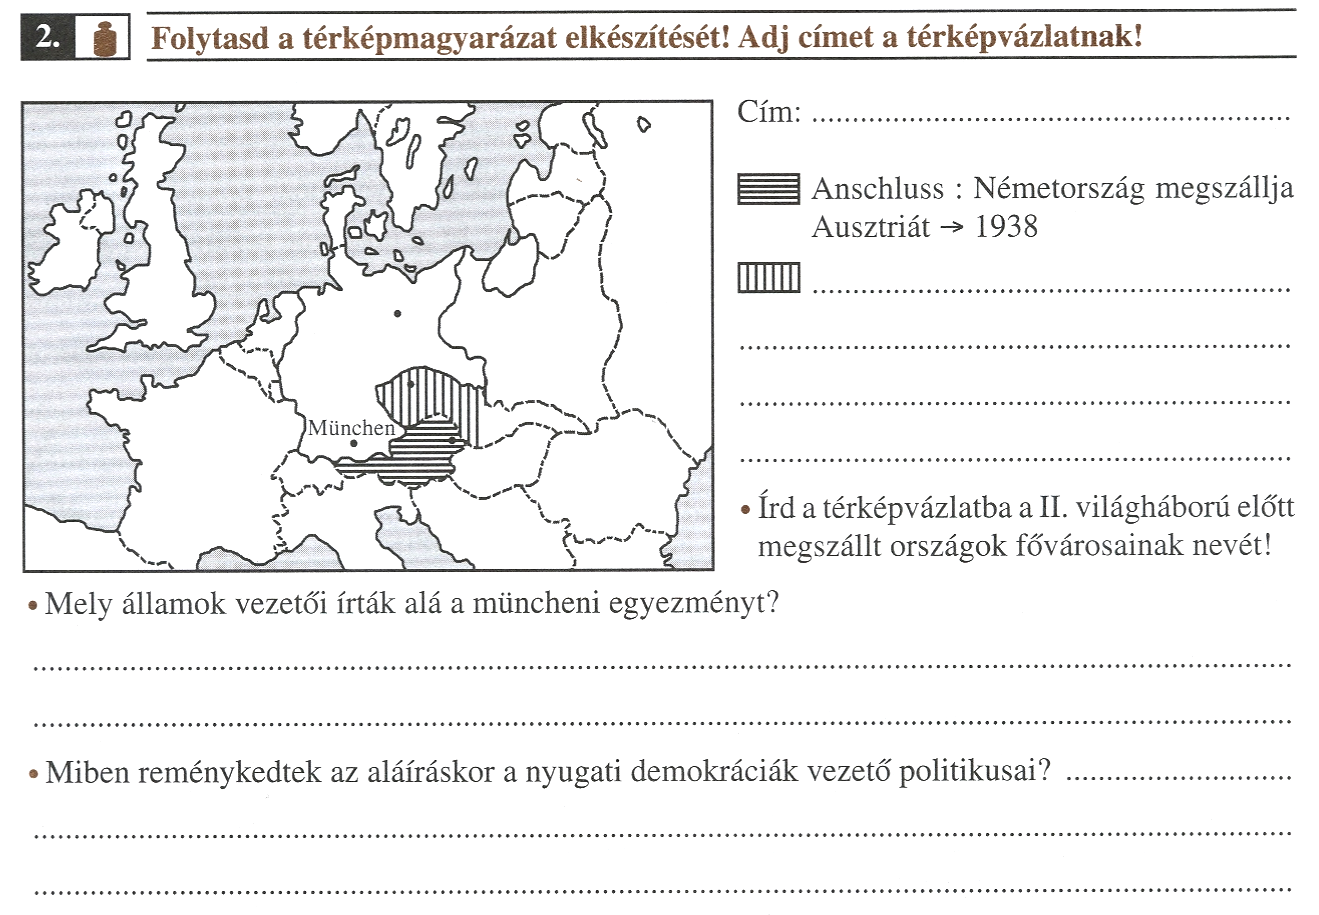 2. Folytasd a térképmagyarázat elkészítését! Adj címet a térképvázlatnak!
Cím: ............................................................
Anschluss : Németország megszállja
Ausztriát → 1938
............................................................
............................................................
............................................................
............................................................
München
• Írd a térképvázlatba a II. világháború előtt
megszállt országok fővárosainak nevét!
• Mely államok vezetői írták alá a müncheni egyezményt?
............................................................
............................................................
• Miben reménykedtek az aláíráskor a nyugati demokráciák vezető politikusai? ............................
............................................................
............................................................